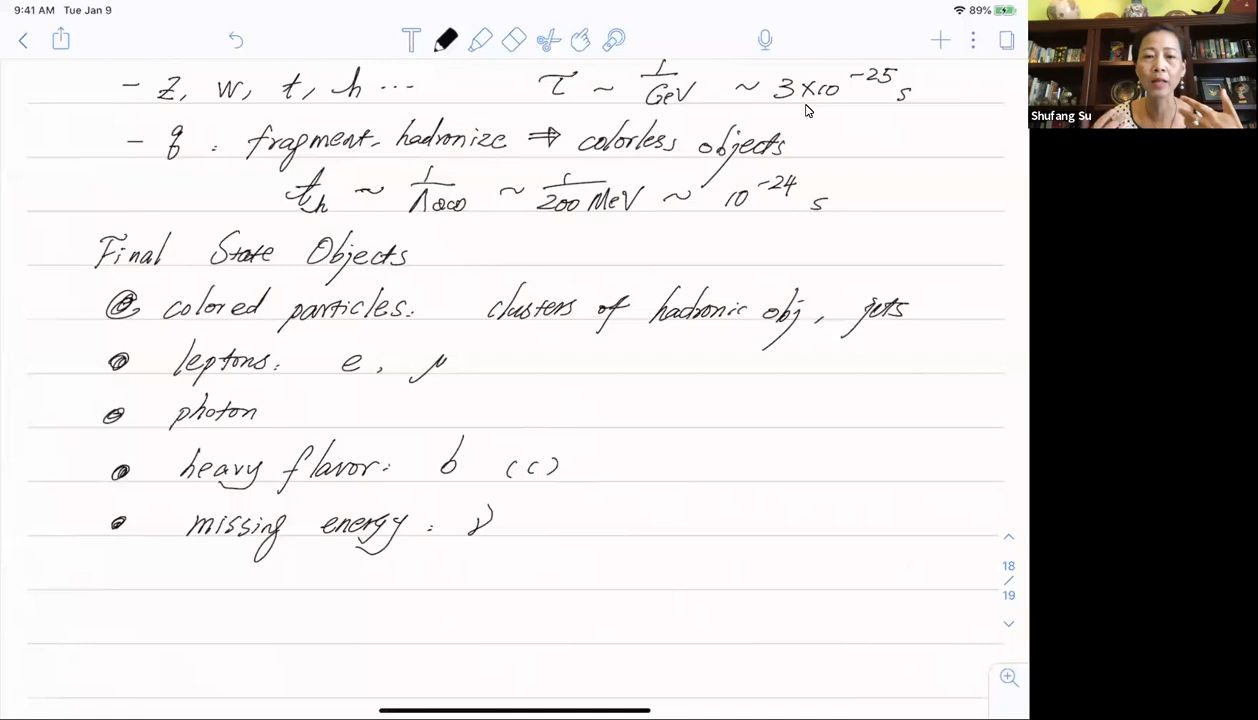 9:41 AM Tue Jan 9
89%
T
- Z, W, t, h ... τ ~ 1/GeV ~ 3×10^-25 s
- q : fragment, hadronize ⇒ colorless objects
t_h ~ 1/Λ_QCD ~ 1/200 MeV ~ 10^-24 s
Shufang Su
Final State Objects
colored particles: clusters of hadronic obj, jets
leptons: e, μ
photon
heavy flavor: b (c)
missing energy : ν
18
/
19